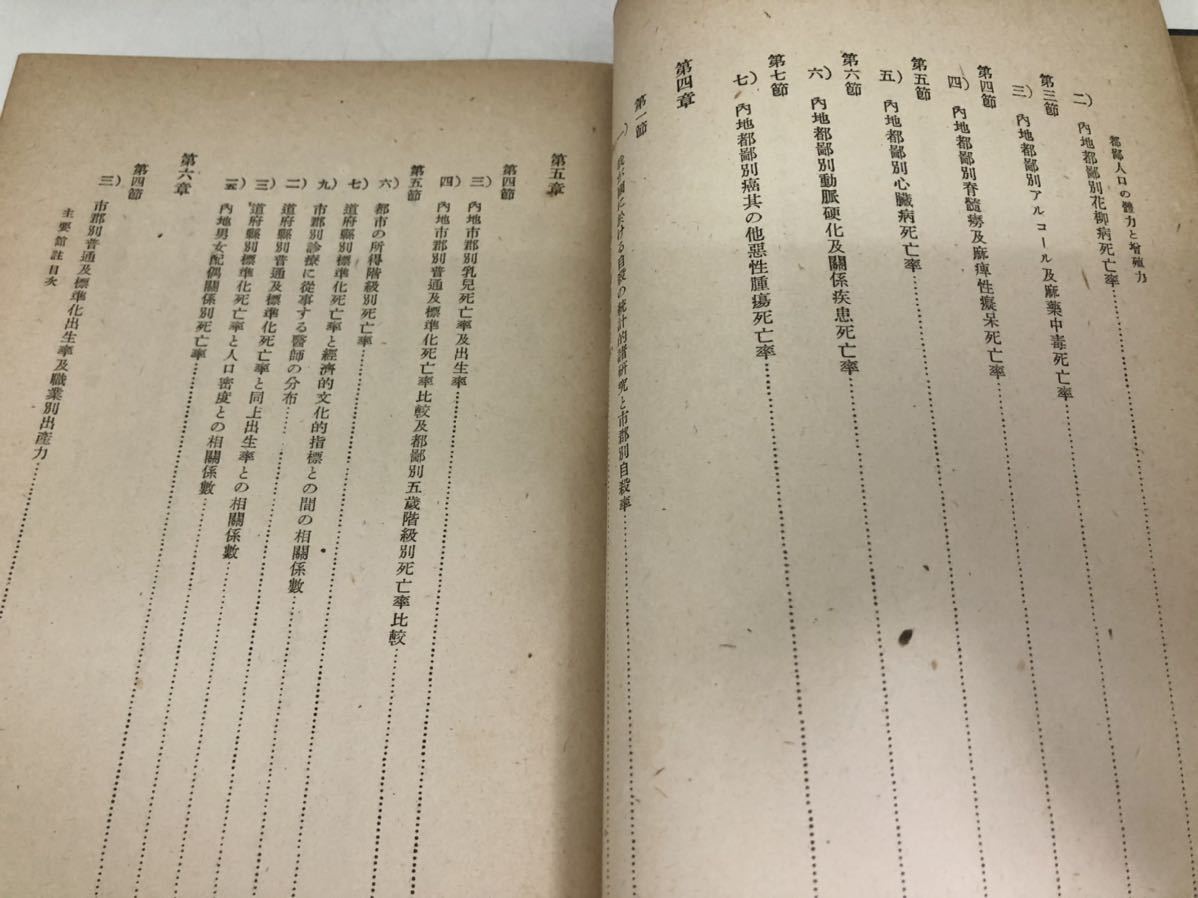 都鄙人口の體力と增殖力
二) 內地都鄙別花柳病死亡率
第三節
三) 內地都鄙別アルコール及麻藥中毒死亡率
第四節
四) 內地都鄙別脊髓癆及麻痺性癡呆死亡率
第五節
五) 內地都鄙別心臟病死亡率
第六節
六) 內地都鄙別動脈硬化及關係疾患死亡率
第七節
七) 內地都鄙別癌其の他惡性腫瘍死亡率
第四章
第一節
一) 我が國に於ける自殺の統計的諸硏究と市郡別自殺率
第五章
第四節
三) 內地市郡別乳兒死亡率及出生率
四) 內地市郡別普通及標準化死亡率比較及都鄙別五歲階級別死亡率比較
第五節
六) 都市の所得階級別死亡率
七) 道府縣別標準化死亡率と經濟的文化的指標との間の相關係數
九) 市郡別診療に從事する醫師の分布
二) 道府縣別普通及標準化死亡率と同上出生率との相關係數
三) 道府縣別標準化死亡率と人口密度との相關係數
五) 內地男女配偶關係別死亡率
第六章
第四節
三) 市郡別普通及標準化出生率及職業別出產力
主要館註目次